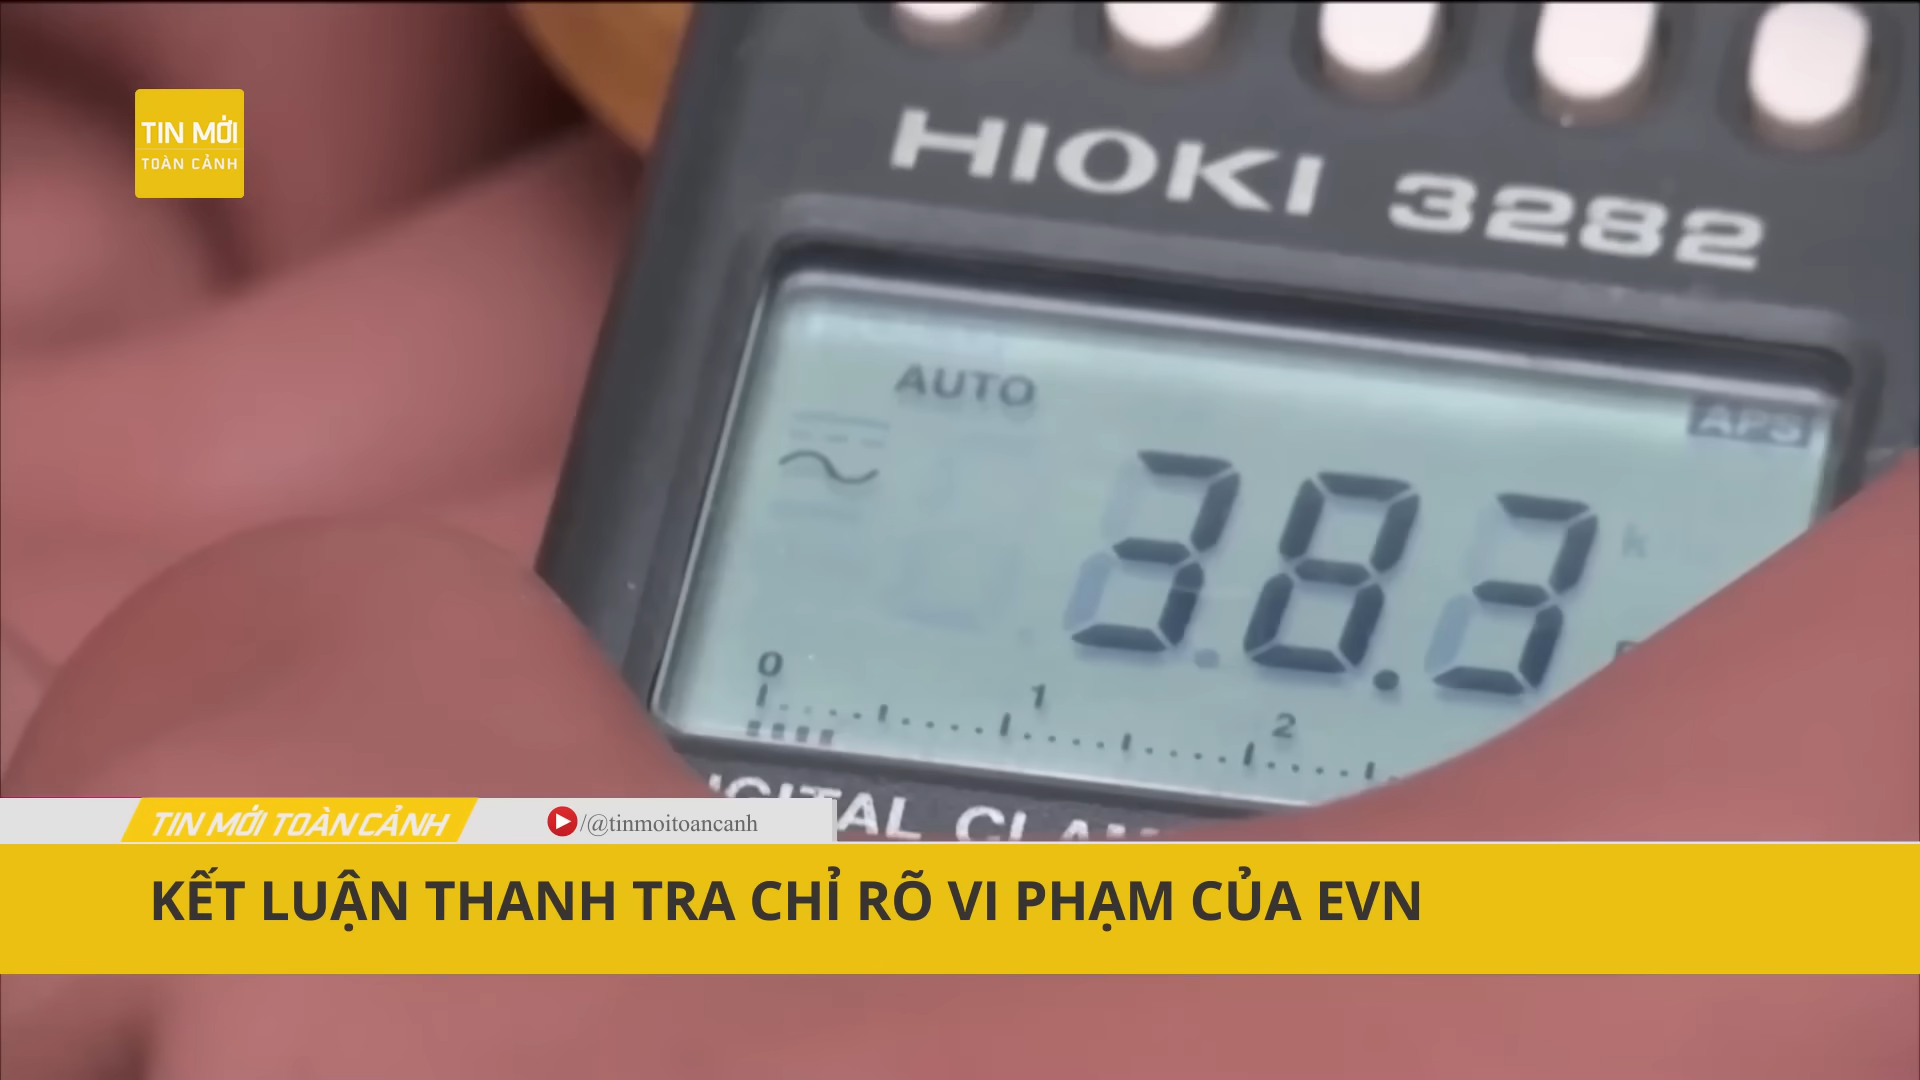 TIN MỚI
TOÀN CẢNH
HIOKI 3282
AUTO
APS
38.3
k
0
1
2
TIN MỚI TOÀN CẢNH
/@tinmoitoancanh
KẾT LUẬN THANH TRA CHỈ RÕ VI PHẠM CỦA EVN